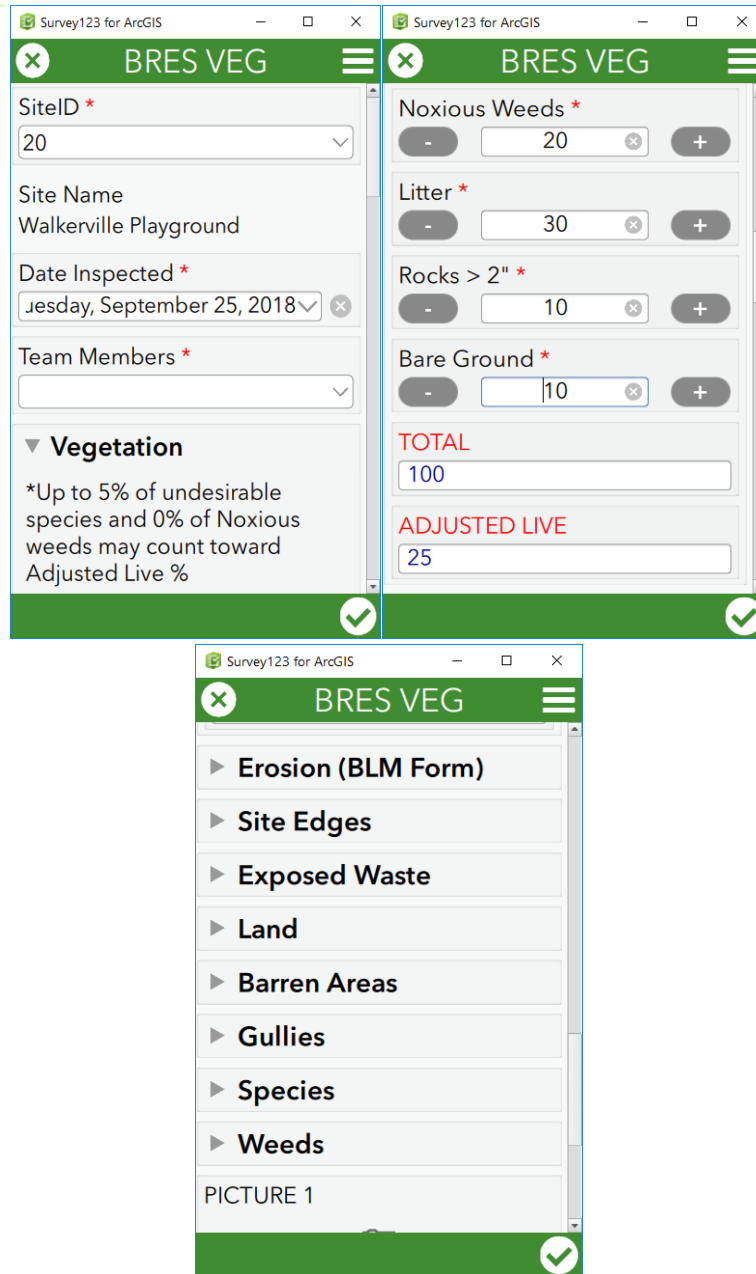 Survey123 for ArcGIS
BRES VEG
SiteID *
20
Site Name
Walkerville Playground
Date Inspected *
uesday, September 25, 2018
Team Members *
Vegetation
*Up to 5% of undesirable
species and 0% of Noxious
weeds may count toward
Adjusted Live %
Survey123 for ArcGIS
BRES VEG
Noxious Weeds *
- 20 +
Litter *
- 30 +
Rocks > 2" *
- 10 +
Bare Ground *
- 10 +
TOTAL
100
ADJUSTED LIVE
25
Survey123 for ArcGIS
BRES VEG
Erosion (BLM Form)
Site Edges
Exposed Waste
Land
Barren Areas
Gullies
Species
Weeds
PICTURE 1